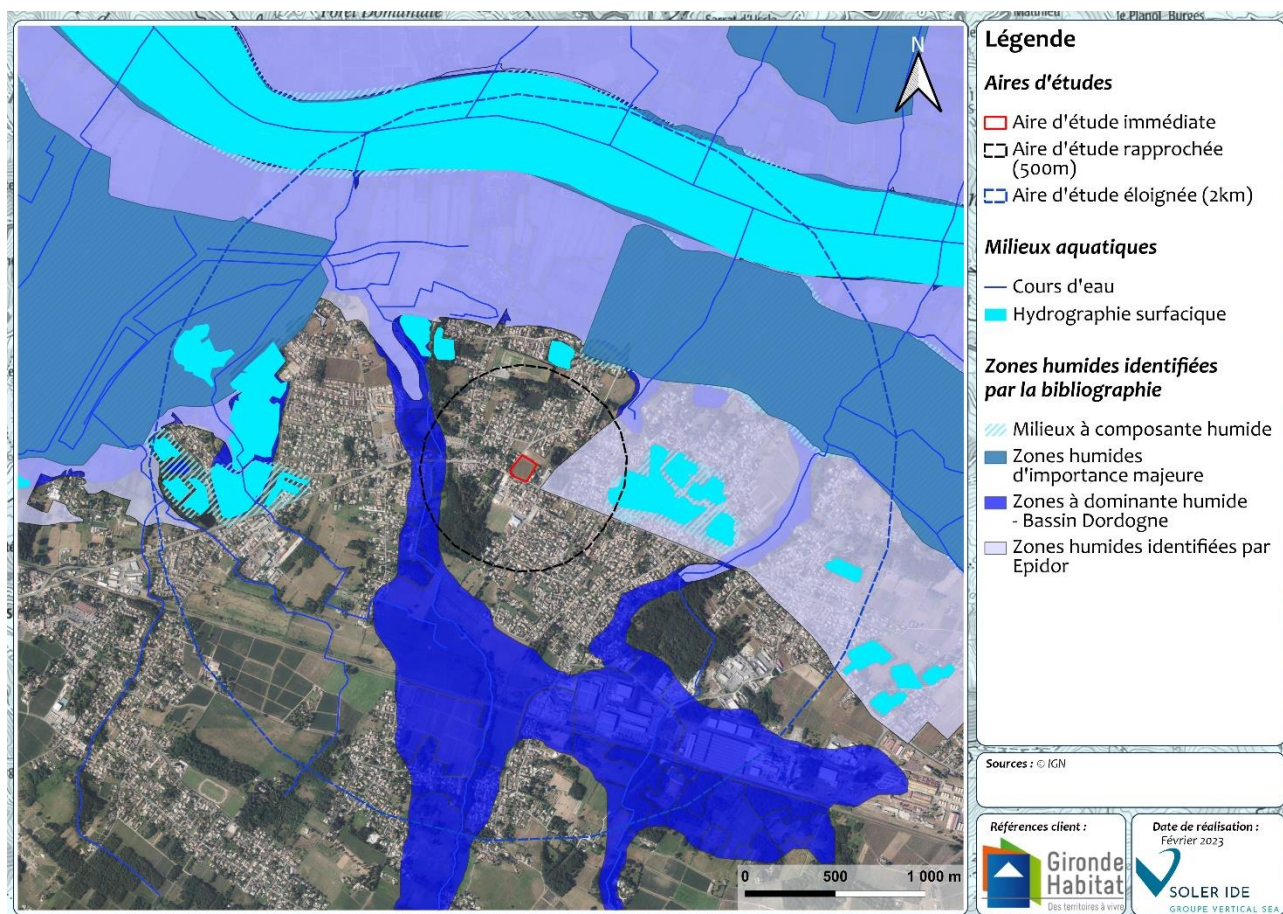 Forêt Domaniale
le Planol Burges
N
Légende
Aires d'études
Aire d'étude immédiate
Aire d'étude rapprochée
(500m)
Aire d'étude éloignée (2km)
Milieux aquatiques
Cours d'eau
Hydrographie surfacique
Zones humides identifiées
par la bibliographie
Milieux à composante humide
Zones humides
d'importance majeure
Zones à dominante humide
- Bassin Dordogne
Zones humides identifiées par
Epidor
Sources : © IGN
Références client :
Gironde
Habitat
Des territoires à vivre
Date de réalisation :
Février 2023
SOLER IDE
GROUPE VERTICAL SEA
0 500 1 000 m